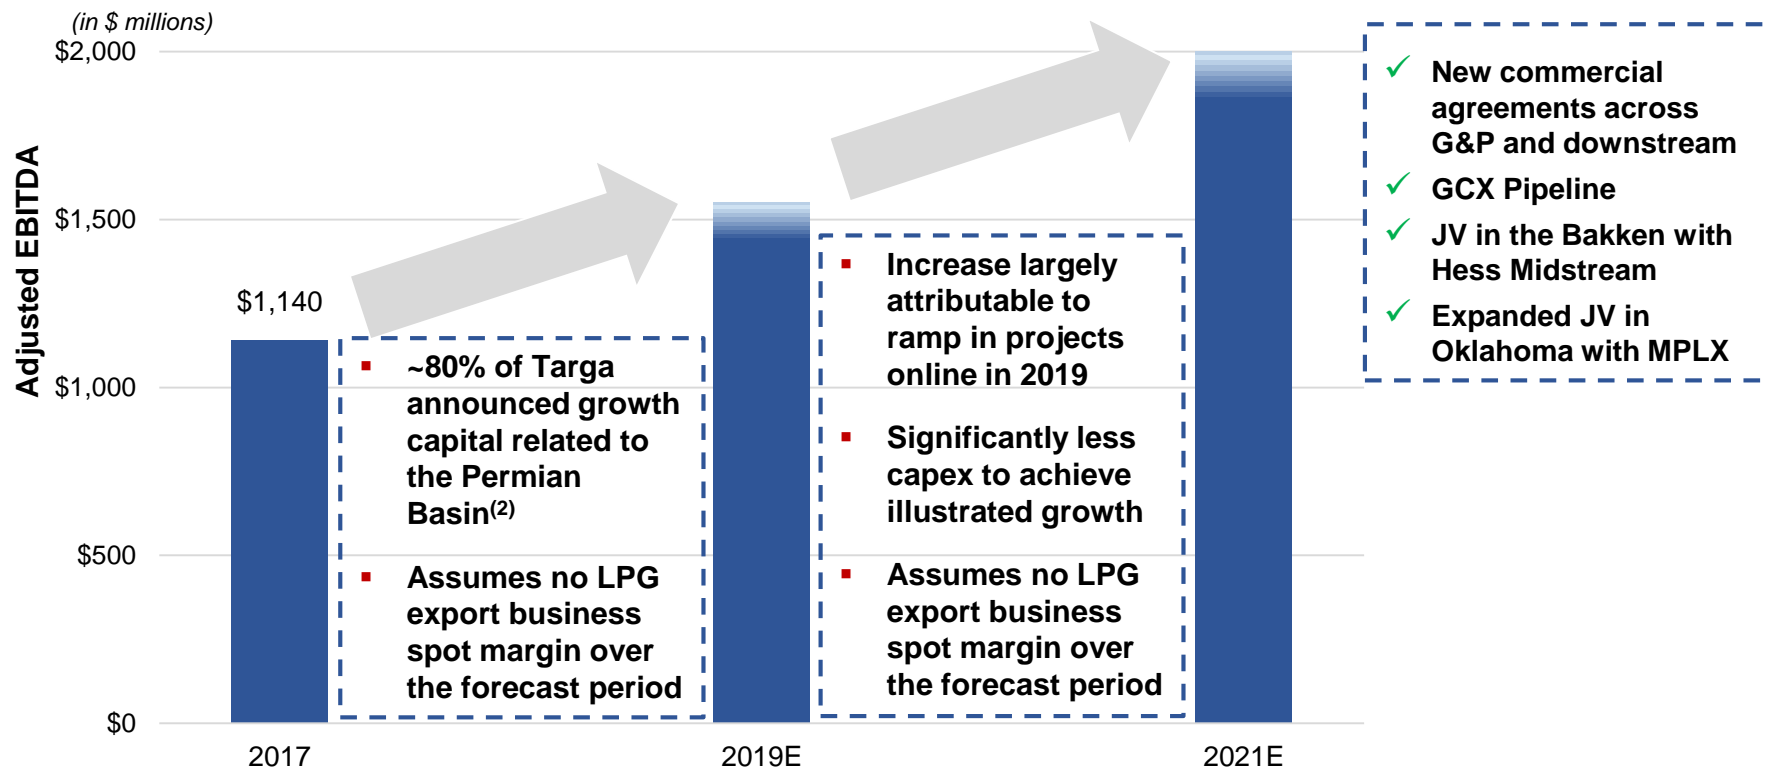 (in $ millions)
Adjusted EBITDA
$2,000
$1,500
$1,000
$500
$0
$1,140
▪ ~80% of Targa
announced growth
capital related to
the Permian
Basin(2)
▪ Assumes no LPG
export business
spot margin over
the forecast period
▪ Increase largely
attributable to
ramp in projects
online in 2019
▪ Significantly less
capex to achieve
illustrated growth
▪ Assumes no LPG
export business
spot margin over
the forecast period
✓ New commercial
agreements across
G&P and downstream
✓ GCX Pipeline
✓ JV in the Bakken with
Hess Midstream
✓ Expanded JV in
Oklahoma with MPLX
2017
2019E
2021E